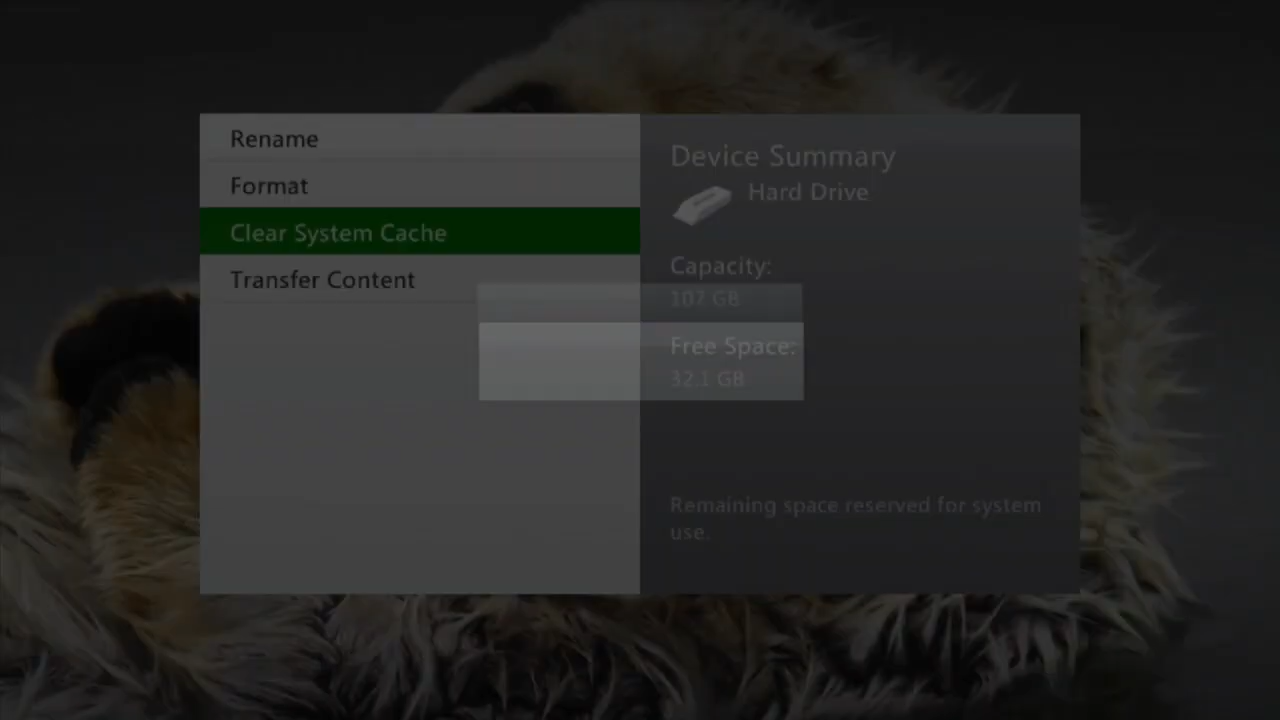 Rename
Format
Clear System Cache
Transfer Content
Device Summary
Hard Drive
Capacity:
107 GB
Free Space:
32.1 GB
Remaining space reserved for system
use.